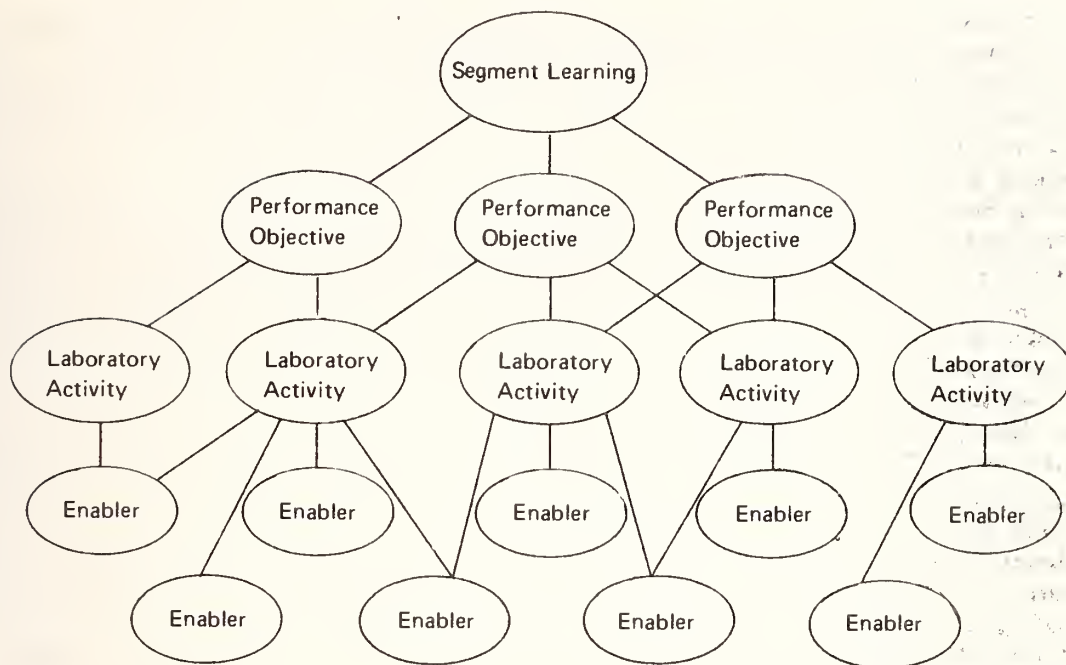 Segment Learning
Performance
Objective
Performance
Objective
Performance
Objective
Laboratory
Activity
Laboratory
Activity
Laboratory
Activity
Laboratory
Activity
Laboratory
Activity
Enabler
Enabler
Enabler
Enabler
Enabler
Enabler
Enabler
Enabler
Enabler